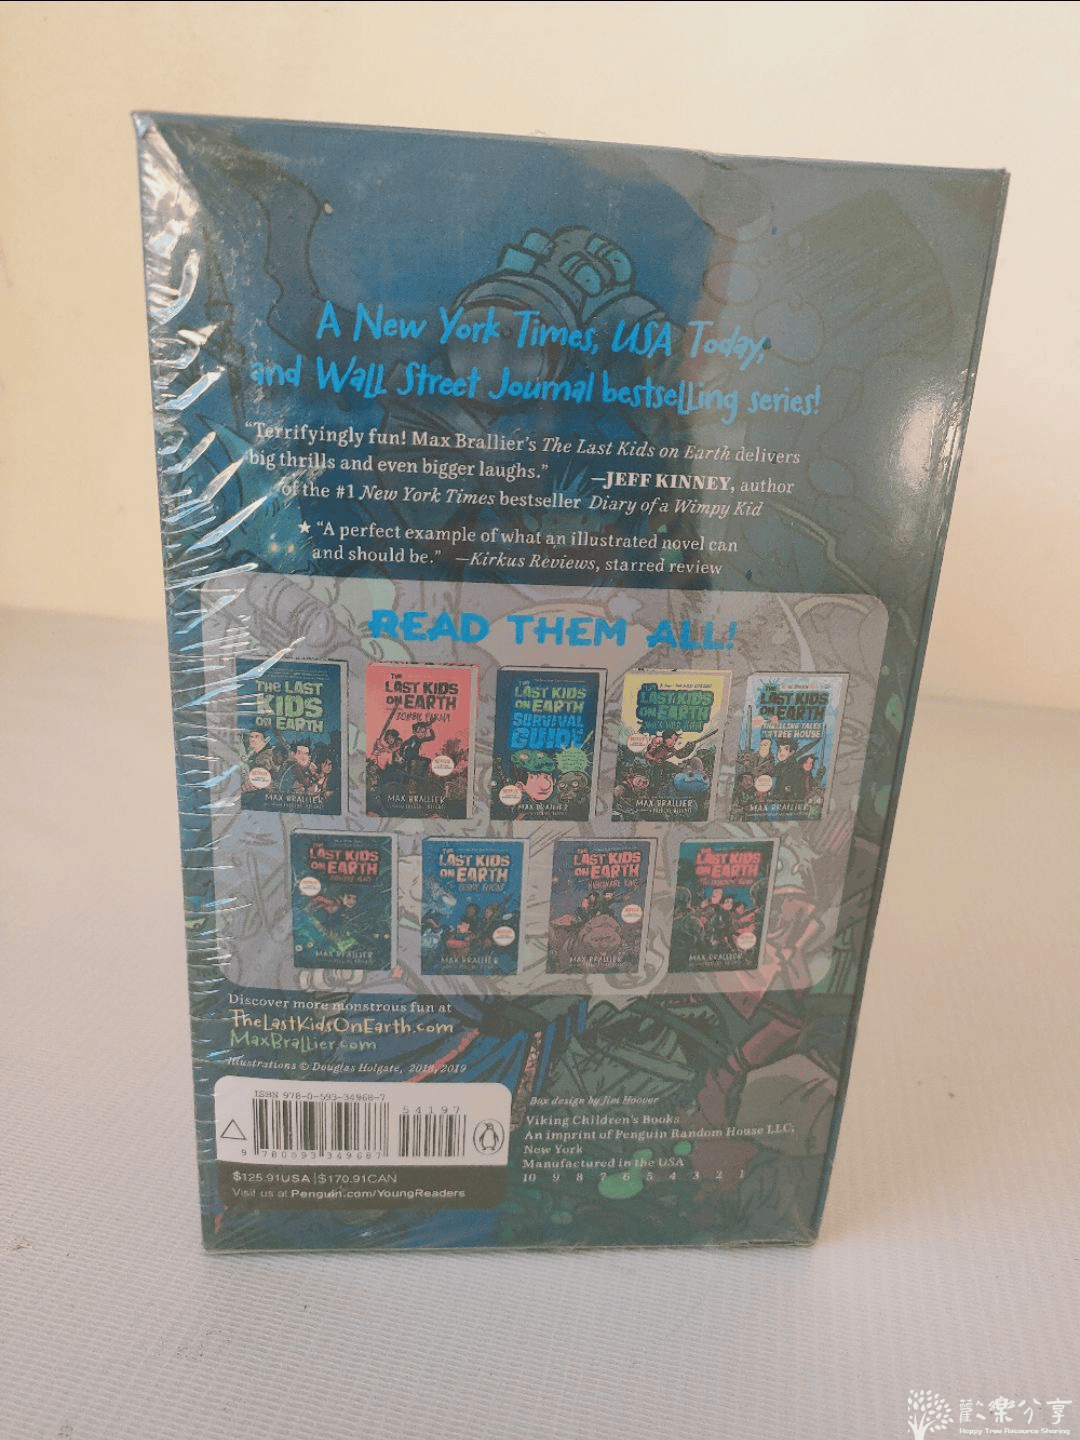 A New York Times, USA Today,
and Wall Street Journal bestselling series!
“Terrifyingly fun! Max Brallier’s The Last Kids on Earth delivers
big thrills and even bigger laughs.” —JEFF KINNEY, author
of the #1 New York Times bestseller Diary of a Wimpy Kid
★ “A perfect example of what an illustrated novel can
and should be.” —Kirkus Reviews, starred review
READ THEM ALL!
THE LAST
KIDS
ON EARTH
MAX BRALLIER
THE
LAST KIDS
ON EARTH
MAX BRALLIER
THE
LAST KIDS
ON EARTH
SURVIVAL
GUIDE
MAX BRALLIER
THE
LAST KIDS
ON EARTH
MAX BRALLIER
THE
LAST KIDS
ON EARTH
THRILLING TALES
TREE HOUSE
MAX BRALLIER
THE
LAST KIDS
ON EARTH
MAX BRALLIER
THE
LAST KIDS
ON EARTH
MAX BRALLIER
THE
LAST KIDS
ON EARTH
NIGHTMARE KING
MAX BRALLIER
THE
LAST KIDS
ON EARTH
MAX BRALLIER
Discover more monstrous fun at
TheLastKidsOnEarth.com
MaxBrallier.com
Illustrations © Douglas Holgate, 2018, 2019
ISBN 978-0-593-34968-7
54197
9 780593 349687
$125.91USA | $170.91CAN
Visit us at Penguin.com/YoungReaders
Box design by Jim Hoover
Viking Children’s Books
An imprint of Penguin Random House LLC,
New York
Manufactured in the USA
10 9 8 7 6 5 4 3 2 1
歡樂分享
Happy Tree Resource Sharing